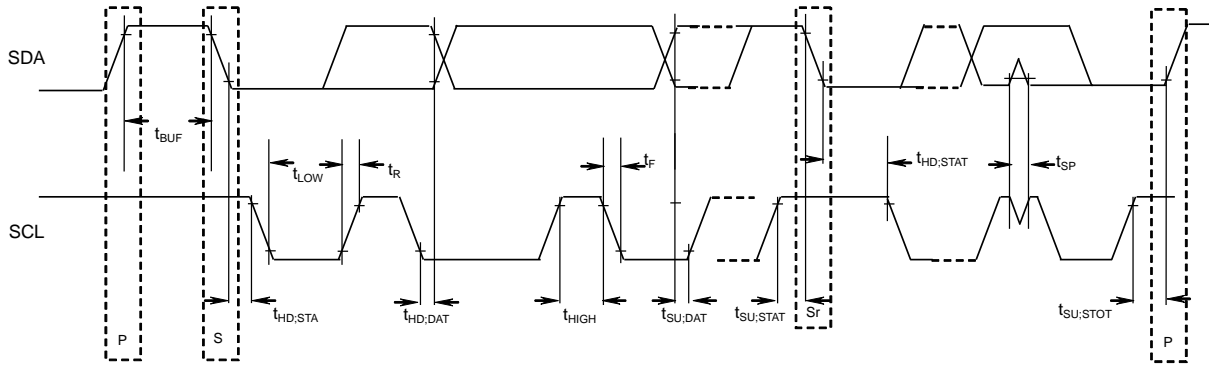 SDA
tBUF
tLOW
tR
tF
tHD;STAT
tSP
SCL
tHD;STA
tHD;DAT
tHIGH
tSU;DAT
tSU;STAT
Sr
tSU;STOT
P
S
P